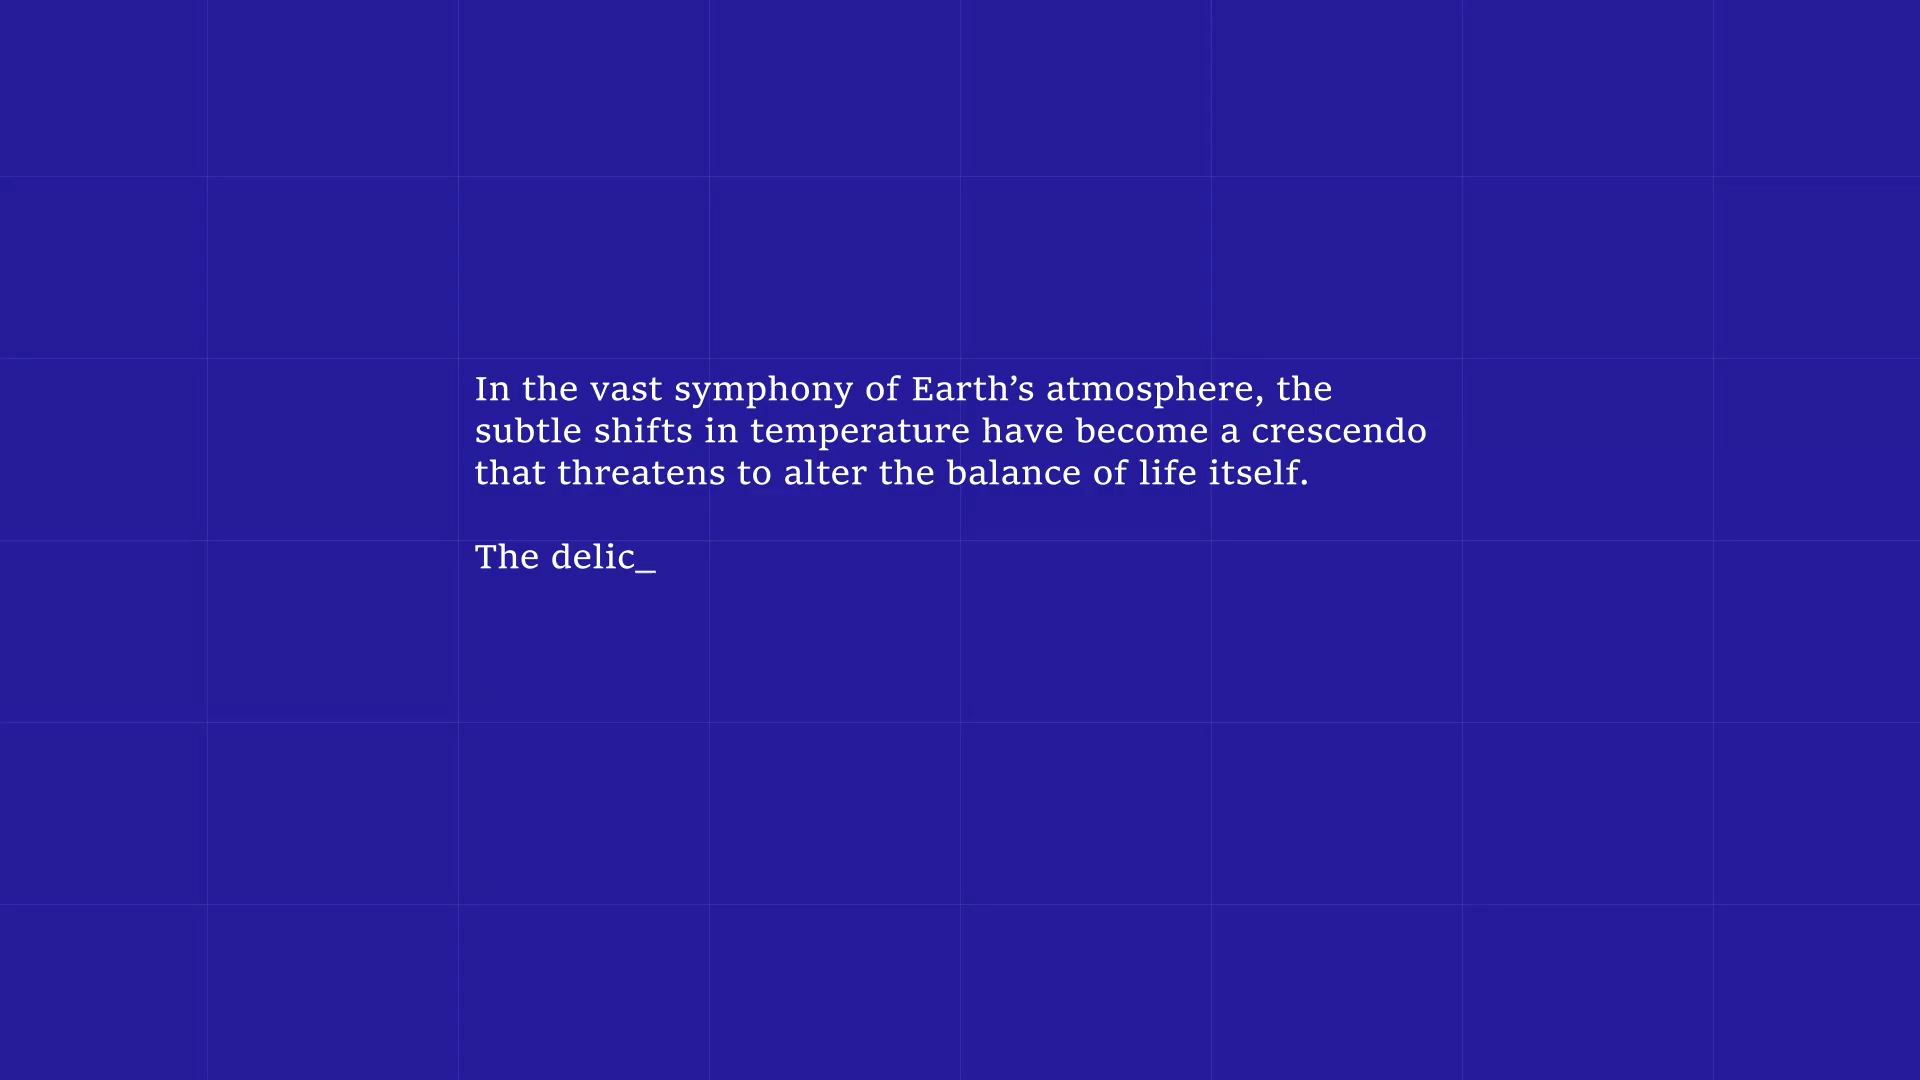 In the vast symphony of Earth’s atmosphere, the
subtle shifts in temperature have become a crescendo
that threatens to alter the balance of life itself.
The delic_